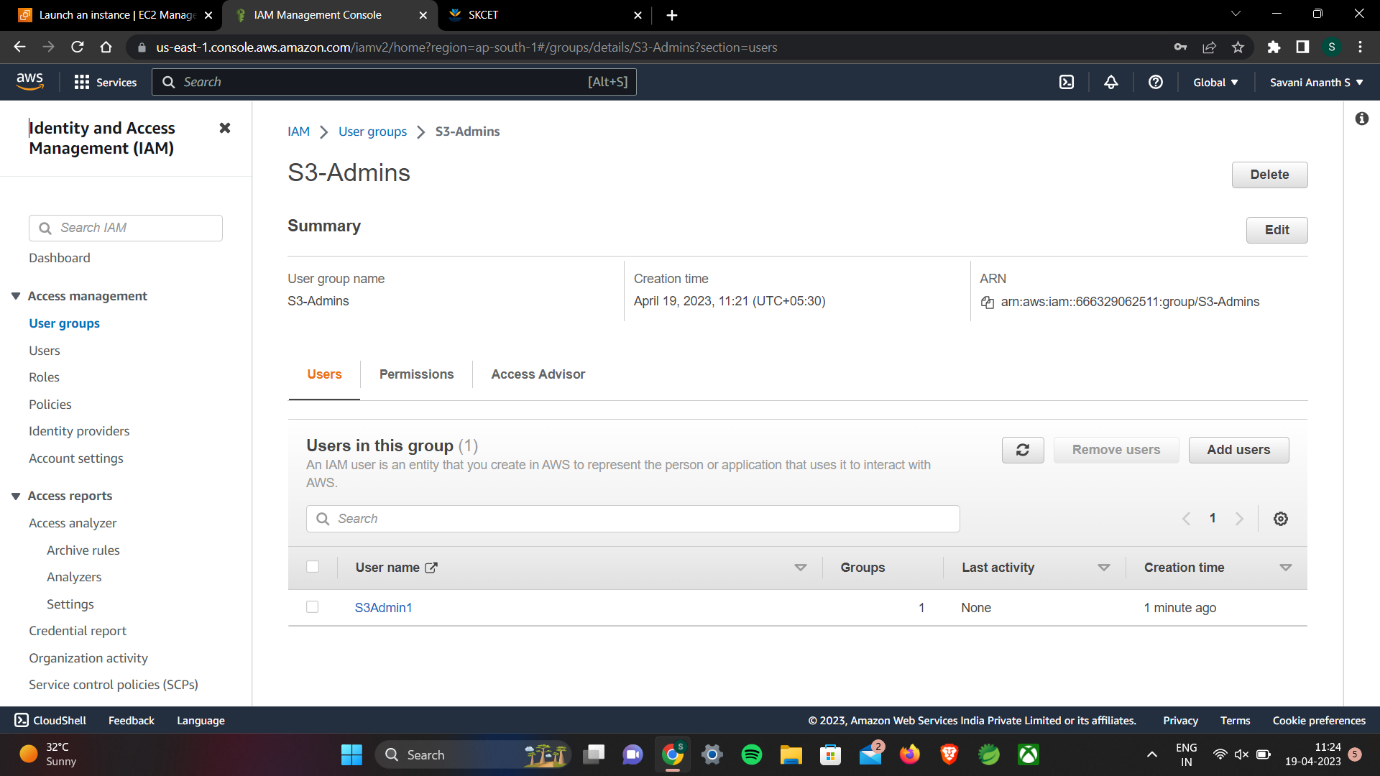 Launch an instance | EC2 Manage
IAM Management Console
SKCET
us-east-1.console.aws.amazon.com/iamv2/home?region=ap-south-1#/groups/details/S3-Admins?section=users
S
aws
Services
Search
[Alt+S]
Global
Savani Ananth S
Identity and Access
Management (IAM)
Search IAM
Dashboard
Access management
User groups
Users
Roles
Policies
Identity providers
Account settings
Access reports
Access analyzer
Archive rules
Analyzers
Settings
Credential report
Organization activity
Service control policies (SCPs)
IAM > User groups > S3-Admins
S3-Admins
Delete
Summary
Edit
User group name
S3-Admins
Creation time
April 19, 2023, 11:21 (UTC+05:30)
ARN
arn:aws:iam::666329062511:group/S3-Admins
Users
Permissions
Access Advisor
Users in this group (1)
An IAM user is an entity that you create in AWS to represent the person or application that uses it to interact with
AWS.
Remove users
Add users
Search
1
User name
Groups
Last activity
Creation time
S3Admin1
1
None
1 minute ago
CloudShell
Feedback
Language
© 2023, Amazon Web Services India Private Limited or its affiliates.
Privacy
Terms
Cookie preferences
32°C
Sunny
Search
S
2
ENG
IN
11:24
19-04-2023
5